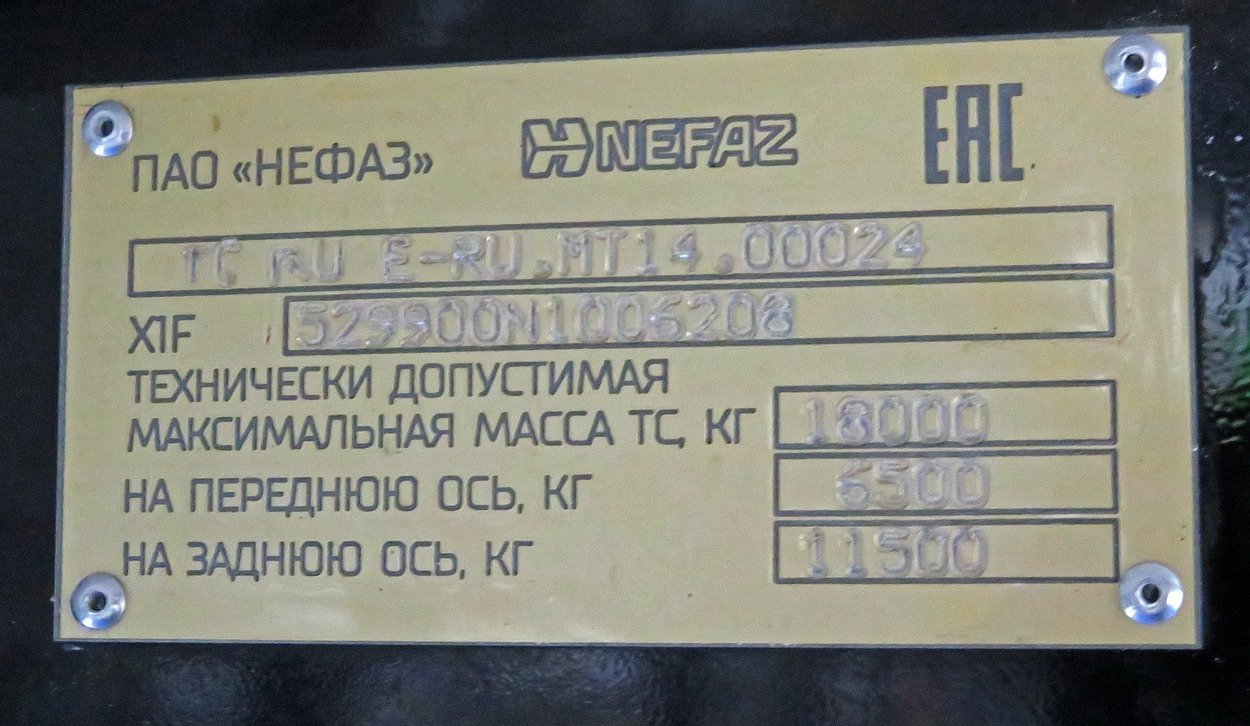 ПАО «НЕФАЗ» NEFAZ EAC
TC RU E-RU.MT14.00024
X1F 529900N1006208
ТЕХНИЧЕСКИ ДОПУСТИМАЯ
МАКСИМАЛЬНАЯ МАССА ТС, КГ 18000
НА ПЕРЕДНЮЮ ОСЬ, КГ 6500
НА ЗАДНЮЮ ОСЬ, КГ 11500